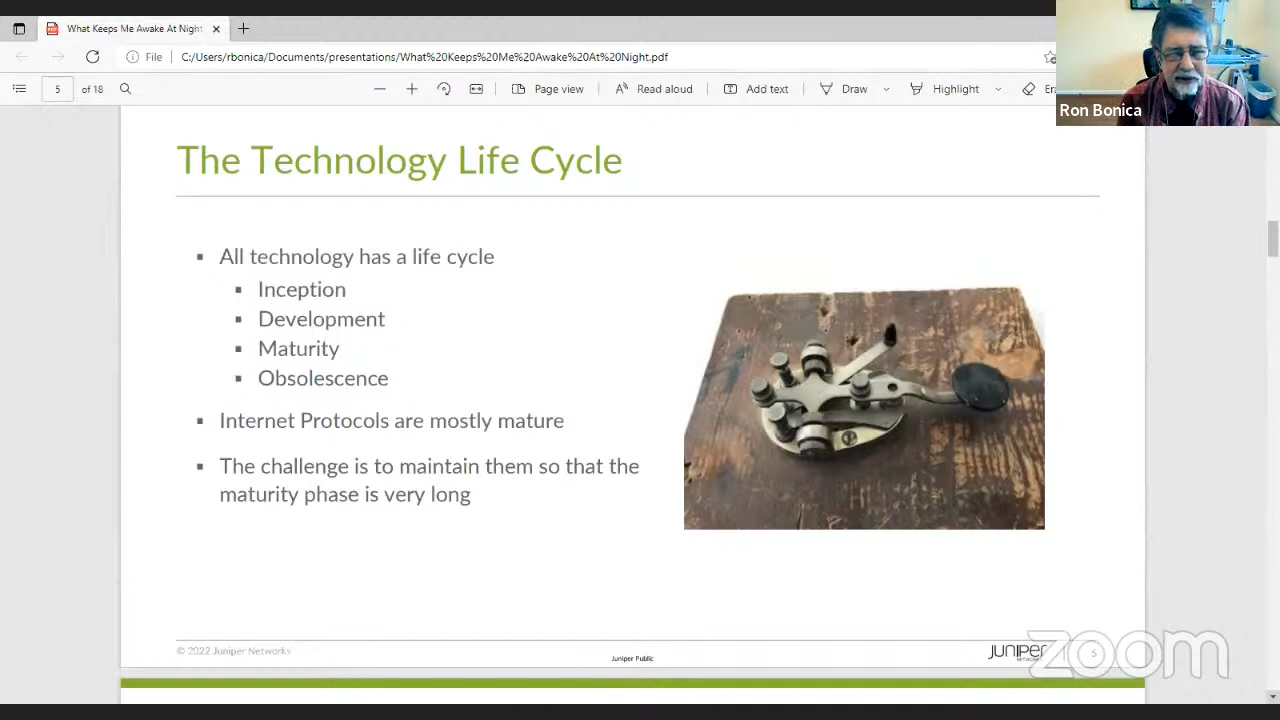 What Keeps Me Awake At Night
File
C:/Users/rbonica/Documents/presentations/What%20Keeps%20Me%20Awake%20At%20Night.pdf
5
of 18
Page view
Read aloud
Add text
Draw
Highlight
Ron Bonica
The Technology Life Cycle
All technology has a life cycle
Inception
Development
Maturity
Obsolescence
Internet Protocols are mostly mature
The challenge is to maintain them so that the
maturity phase is very long
© 2022 Juniper Networks
Juniper Public
JUNIPER
5
zoom